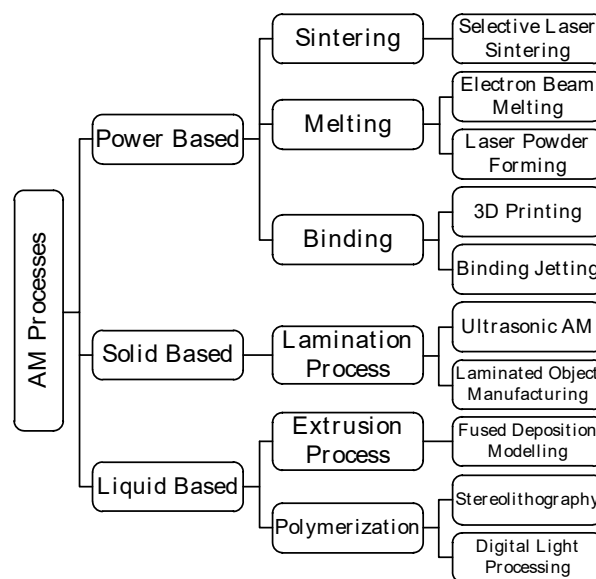 AM Processes
Power Based
Sintering
Selective Laser
Sintering
Melting
Electron Beam
Melting
Laser Powder
Forming
Binding
3D Printing
Binding Jetting
Solid Based
Lamination
Process
Ultrasonic AM
Laminated Object
Manufacturing
Liquid Based
Extrusion
Process
Fused Deposition
Modelling
Polymerization
Stereolithography
Digital Light
Processing